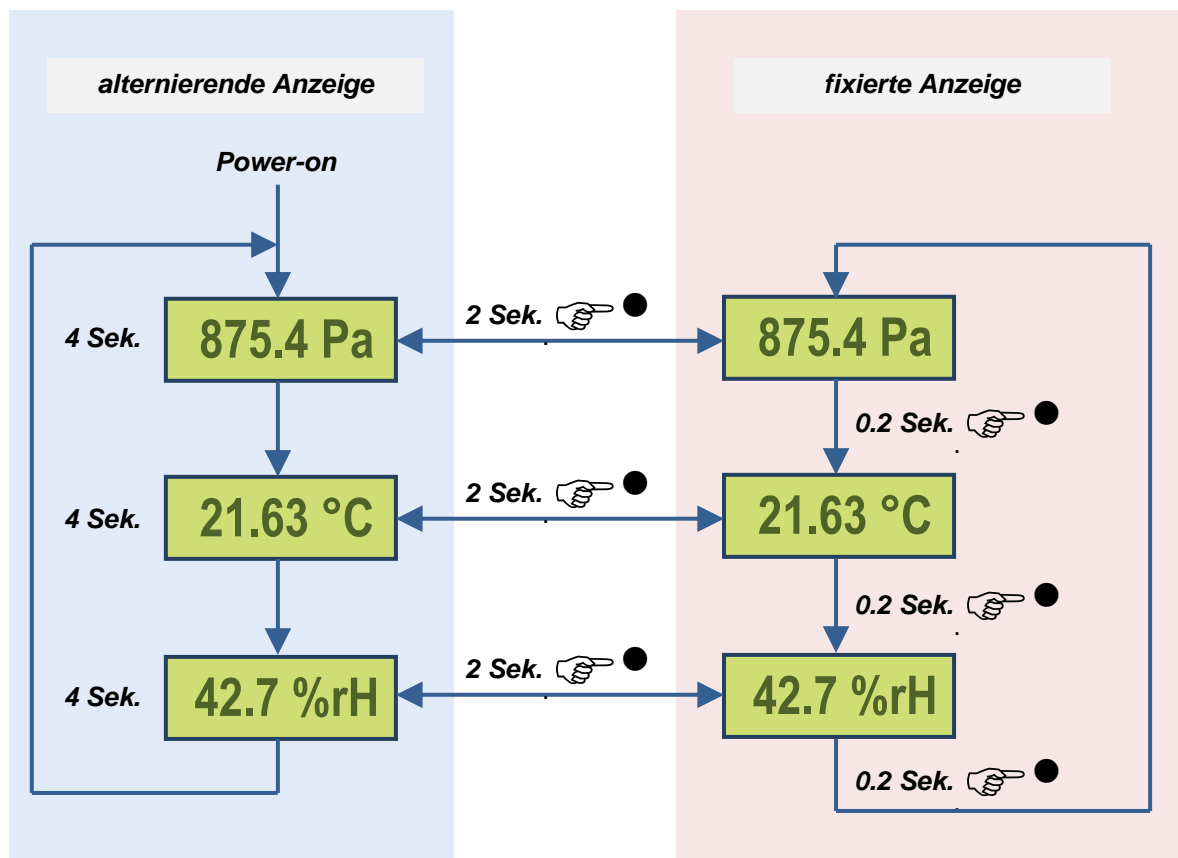 alternierende Anzeige
fixierte Anzeige
Power-on
4 Sek.
875.4 Pa
2 Sek.
.
875.4 Pa
0.2 Sek.
.
4 Sek.
21.63 °C
2 Sek.
.
21.63 °C
0.2 Sek.
.
4 Sek.
42.7 %rH
2 Sek.
.
42.7 %rH
0.2 Sek.
.